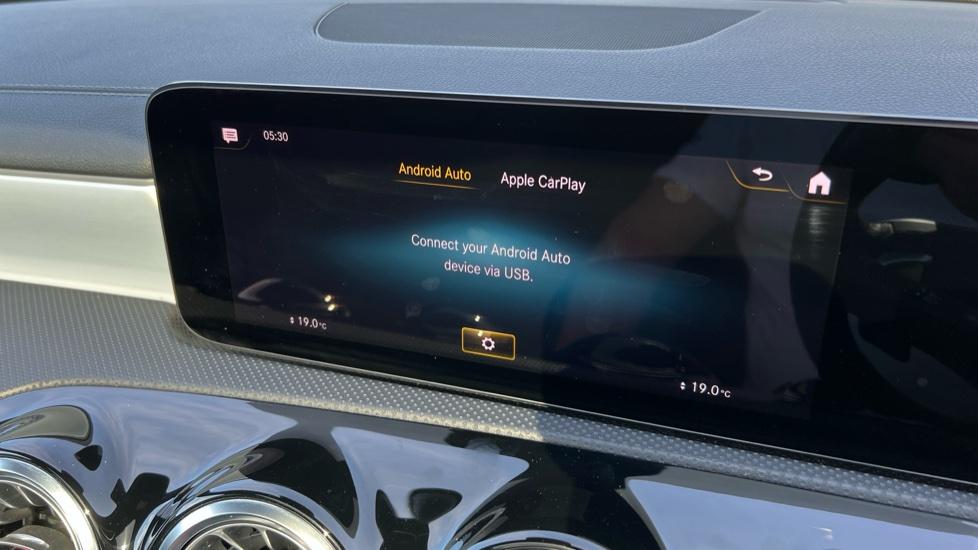 05:30
Android Auto Apple CarPlay
Connect your Android Auto
device via USB.
19.0°C
19.0°C